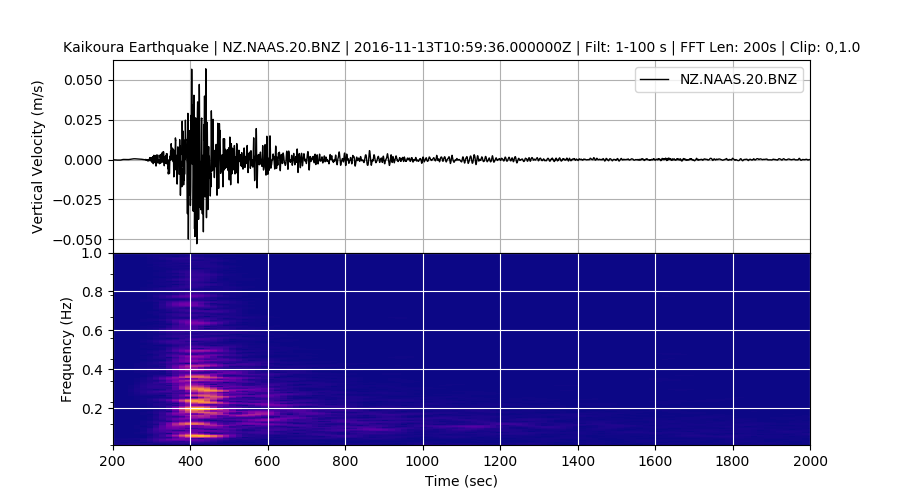 Kaikoura Earthquake | NZ.NAAS.20.BNZ | 2016-11-13T10:59:36.000000Z | Filt: 1-100 s | FFT Len: 200s | Clip: 0,1.0
NZ.NAAS.20.BNZ
Vertical Velocity (m/s)
0.050
0.025
0.000
−0.025
−0.050
Frequency (Hz)
1.0
0.8
0.6
0.4
0.2
200 400 600 800 1000 1200 1400 1600 1800 2000
Time (sec)